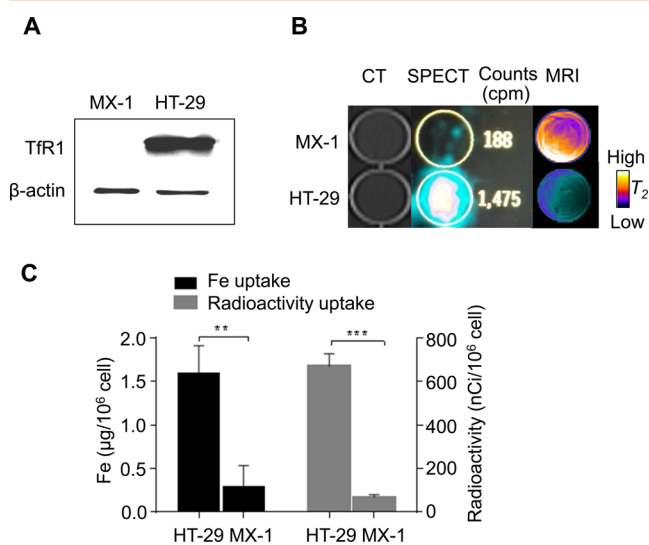 A
MX-1 HT-29
TfR1
β-actin
B
CT SPECT Counts (cpm) MRI
MX-1 188
HT-29 1,475
High
T2
Low
C
Fe uptake
Radioactivity uptake
** ***
Fe (μg/10⁶ cell)
2.0
1.5
1.0
0.5
0.0
800
600
400
200
0
Radioactivity (nCi/10⁶ cell)
HT-29 MX-1 HT-29 MX-1